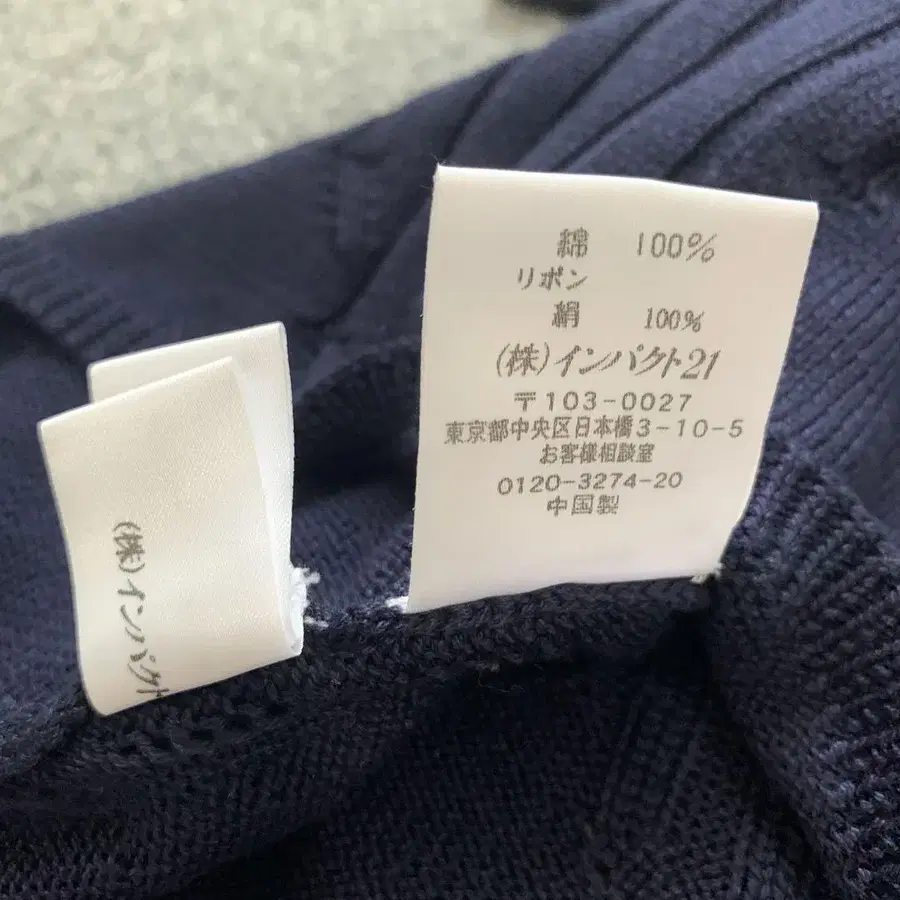 綿 100%
リボン
絹 100%
(株)インパクト21
〒103-0027
東京都中央区日本橋3-10-5
お客様相談室
0120-3274-20
中国製
(株)インパクト